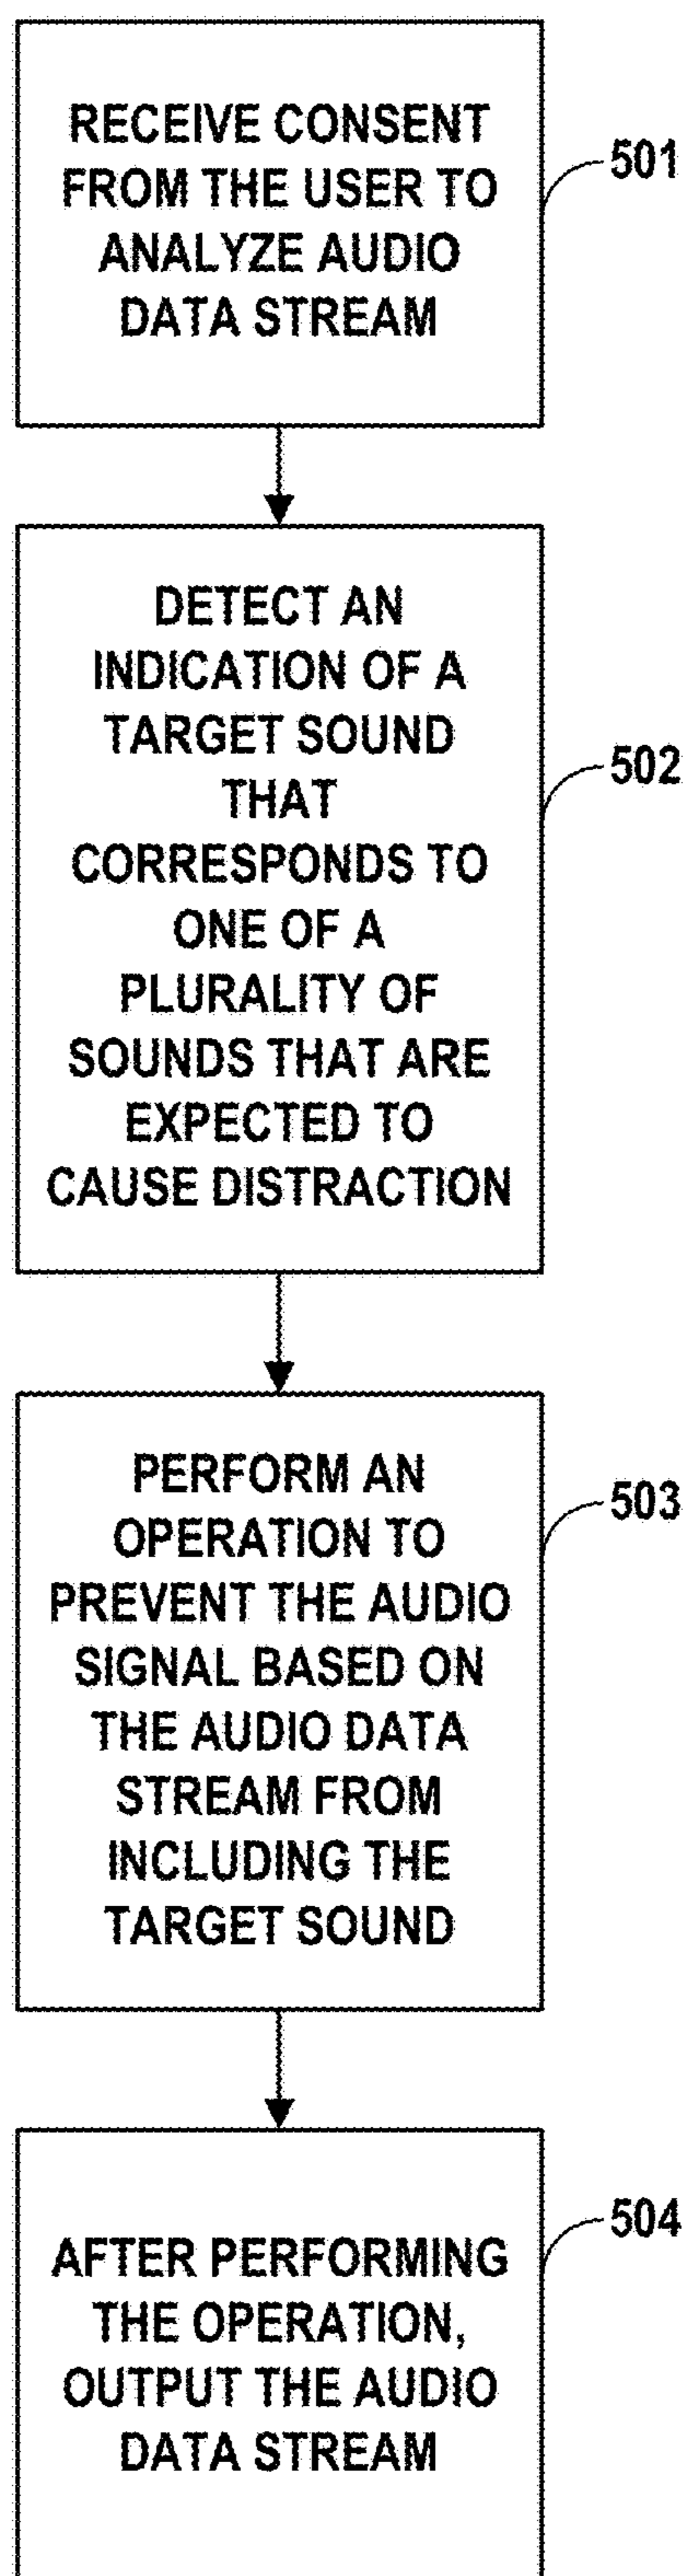 RECEIVE CONSENT
FROM THE USER TO
ANALYZE AUDIO
DATA STREAM
501
DETECT AN
INDICATION OF A
TARGET SOUND
THAT
CORRESPONDS TO
ONE OF A
PLURALITY OF
SOUNDS THAT ARE
EXPECTED TO
CAUSE DISTRACTION
502
PERFORM AN
OPERATION TO
PREVENT THE AUDIO
SIGNAL BASED ON
THE AUDIO DATA
STREAM FROM
INCLUDING THE
TARGET SOUND
503
AFTER PERFORMING
THE OPERATION,
OUTPUT THE AUDIO
DATA STREAM
504